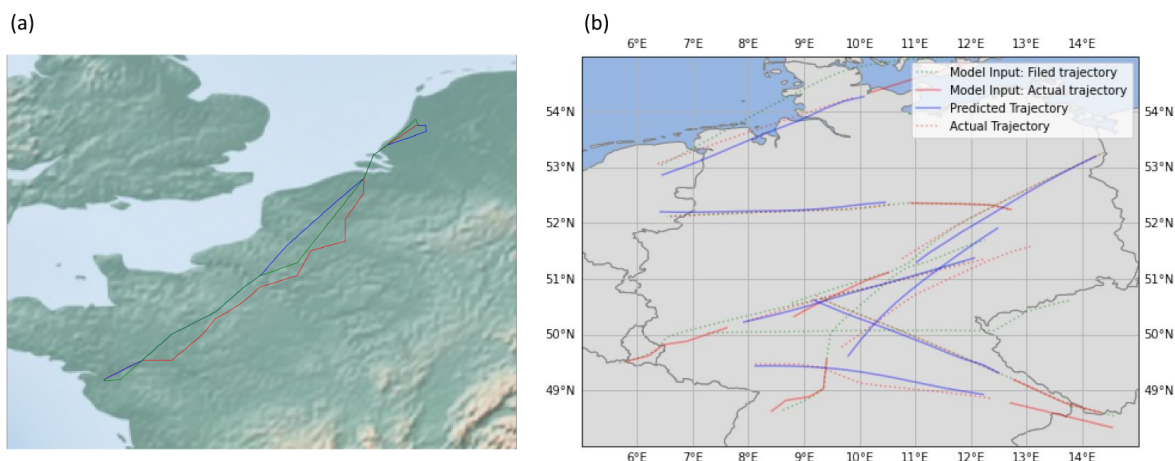 (a)
(b)
6°E 7°E 8°E 9°E 10°E 11°E 12°E 13°E 14°E
Model Input: Filed trajectory
Model Input: Actual trajectory
Predicted Trajectory
Actual Trajectory
54°N 54°N
53°N 53°N
52°N 52°N
51°N 51°N
50°N 50°N
49°N 49°N
6°E 7°E 8°E 9°E 10°E 11°E 12°E 13°E 14°E